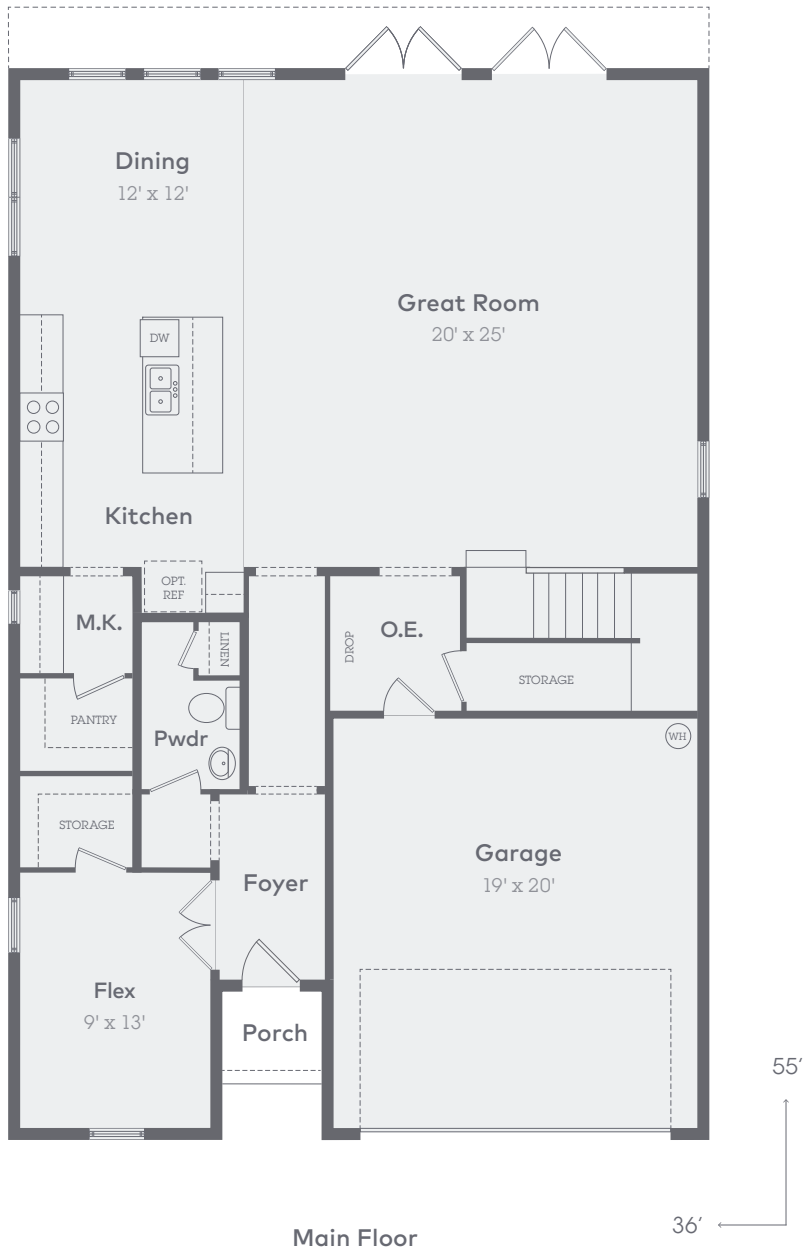 Dining
12' x 12'
Great Room
20' x 25'
DW
Kitchen
OPT.
REF
M.K.
LINEN
DROP
O.E.
STORAGE
PANTRY
Pwdr
WH
STORAGE
Garage
19' x 20'
Foyer
Flex
9' x 13'
Porch
55'
36'
Main Floor